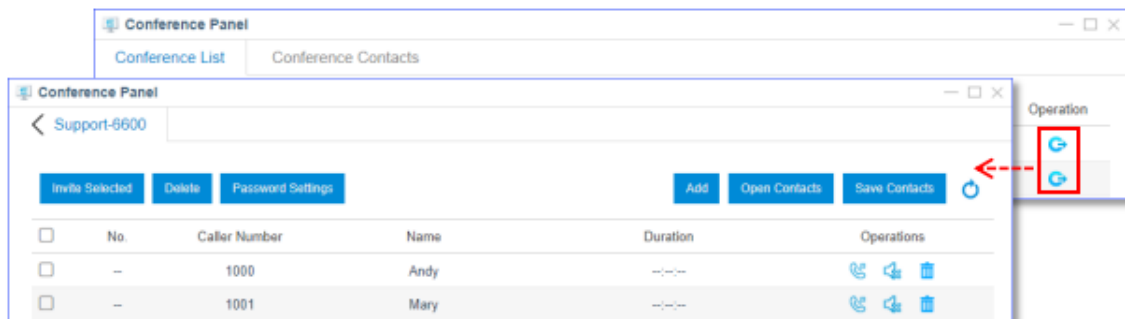 Conference Panel
Conference List Conference Contacts
Operation
Conference Panel
Support-6600
Invite Selected Delete Password Settings Add Open Contacts Save Contacts
No. Caller Number Name Duration Operations
-- 1000 Andy --:--:--
-- 1001 Mary --:--:--